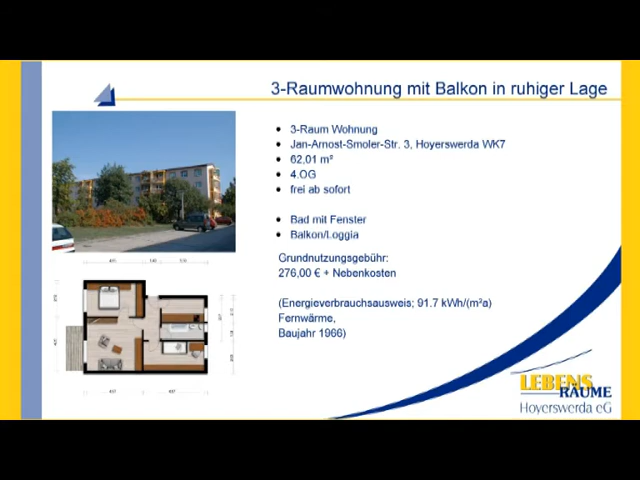 3-Raumwohnung mit Balkon in ruhiger Lage
3-Raum Wohnung
Jan-Arnost-Smoler-Str. 3, Hoyerswerda WK7
62,01 m²
4.OG
frei ab sofort
Bad mit Fenster
Balkon/Loggia
Grundnutzungsgebühr:
276,00 € + Nebenkosten
(Energieverbrauchsausweis; 91.7 kWh/(m²a)
Fernwärme,
Baujahr 1966)
LEBENS
RÄUME
Hoyerswerda eG